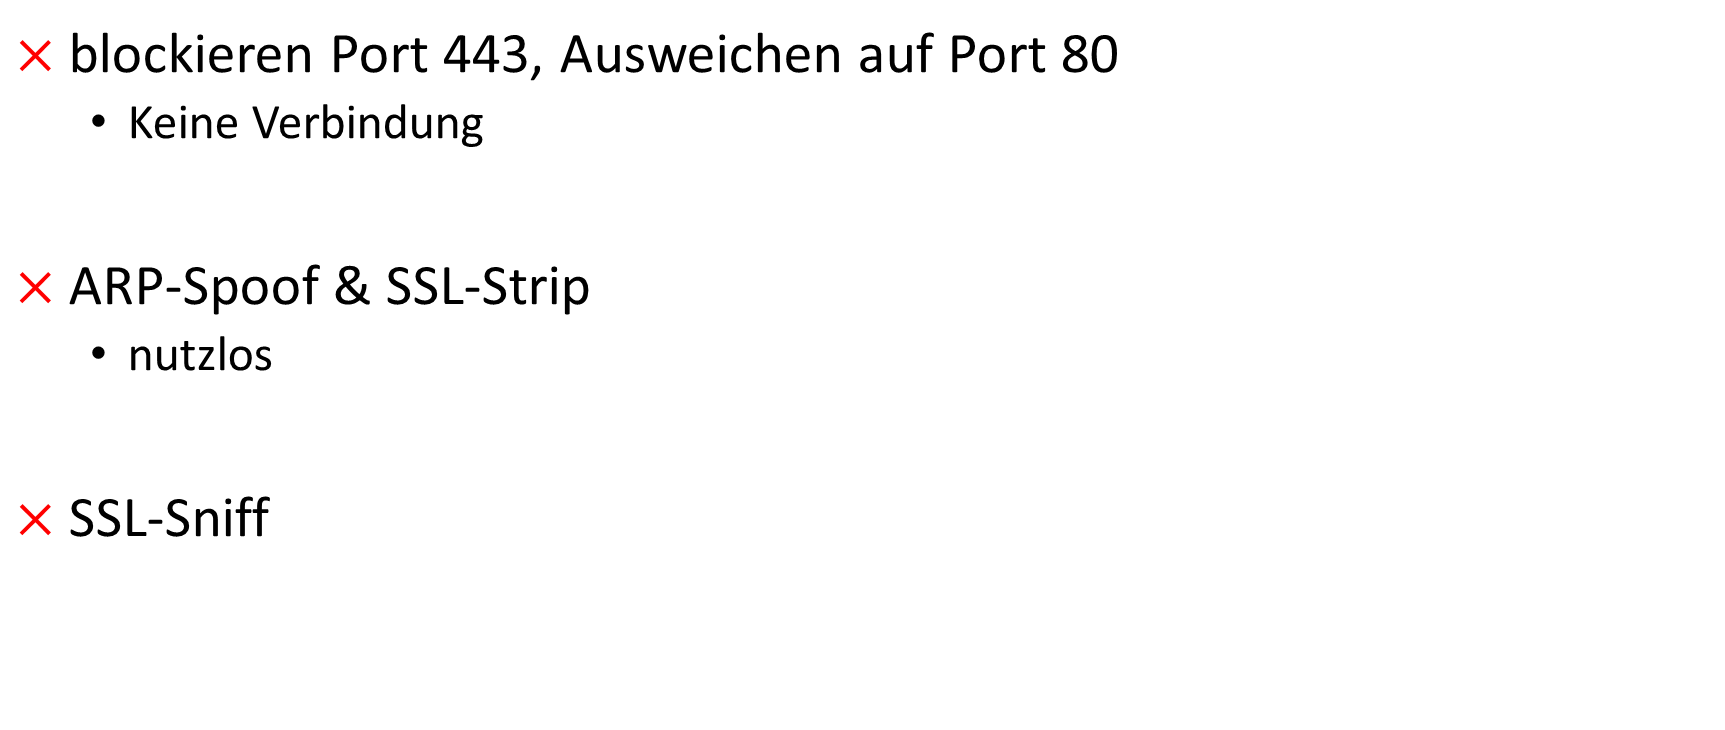 × blockieren Port 443, Ausweichen auf Port 80
• Keine Verbindung
× ARP-Spoof & SSL-Strip
• nutzlos
× SSL-Sniff